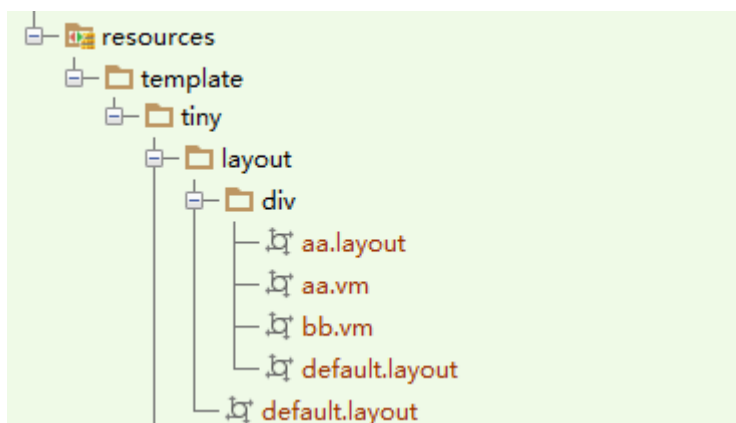 resources
template
tiny
layout
div
aa.layout
aa.vm
bb.vm
default.layout
default.layout